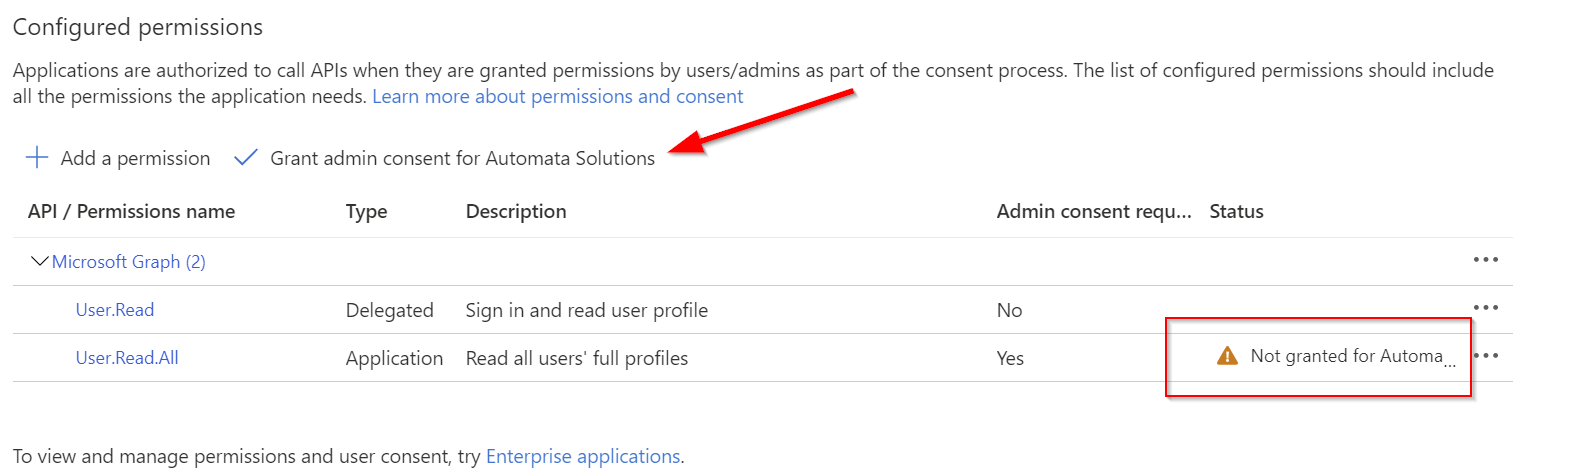 Configured permissions
Applications are authorized to call APIs when they are granted permissions by users/admins as part of the consent process. The list of configured permissions should include
all the permissions the application needs. Learn more about permissions and consent
Add a permission Grant admin consent for Automata Solutions
API / Permissions name Type Description Admin consent requ... Status
Microsoft Graph (2)
User.Read Delegated Sign in and read user profile No
User.Read.All Application Read all users' full profiles Yes Not granted for Automa...
To view and manage permissions and user consent, try Enterprise applications.